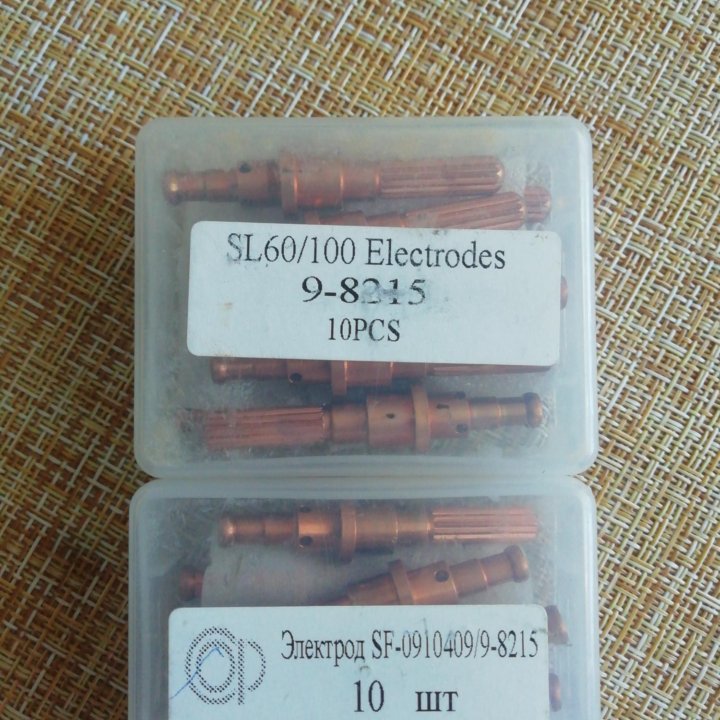 SL60/100 Electrodes
9-8215
10PCS
Электрод SF-0910409/9-8215
10 шт